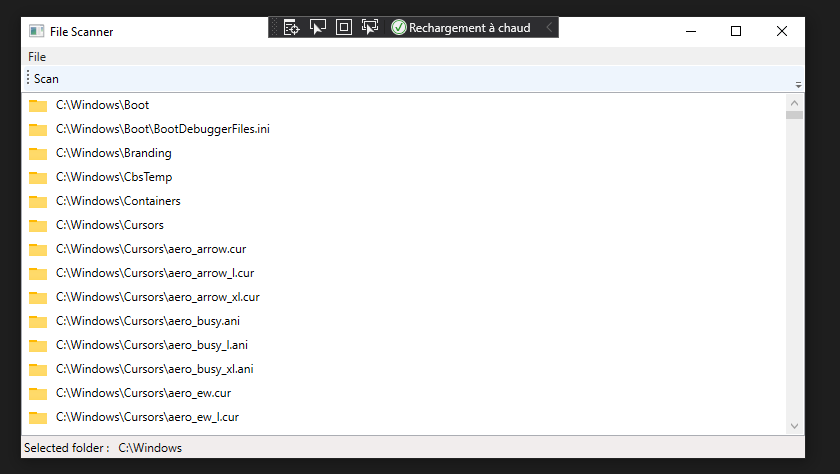 File Scanner
Rechargement à chaud
File
Scan
C:\Windows\Boot
C:\Windows\Boot\BootDebuggerFiles.ini
C:\Windows\Branding
C:\Windows\CbsTemp
C:\Windows\Containers
C:\Windows\Cursors
C:\Windows\Cursors\aero_arrow.cur
C:\Windows\Cursors\aero_arrow_l.cur
C:\Windows\Cursors\aero_arrow_xl.cur
C:\Windows\Cursors\aero_busy.ani
C:\Windows\Cursors\aero_busy_l.ani
C:\Windows\Cursors\aero_busy_xl.ani
C:\Windows\Cursors\aero_ew.cur
C:\Windows\Cursors\aero_ew_l.cur
Selected folder : C:\Windows